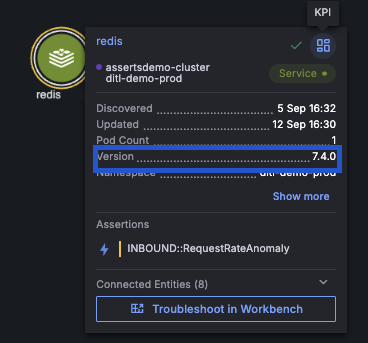 KPI
redis
assertsdemo-cluster
ditl-demo-prod
Service
redis
Discovered 5 Sep 16:32
Updated 12 Sep 16:30
Pod Count 1
Version 7.4.0
Namespace ditl-demo-prod
Show more
Assertions
INBOUND::RequestRateAnomaly
Connected Entities (8)
Troubleshoot in Workbench